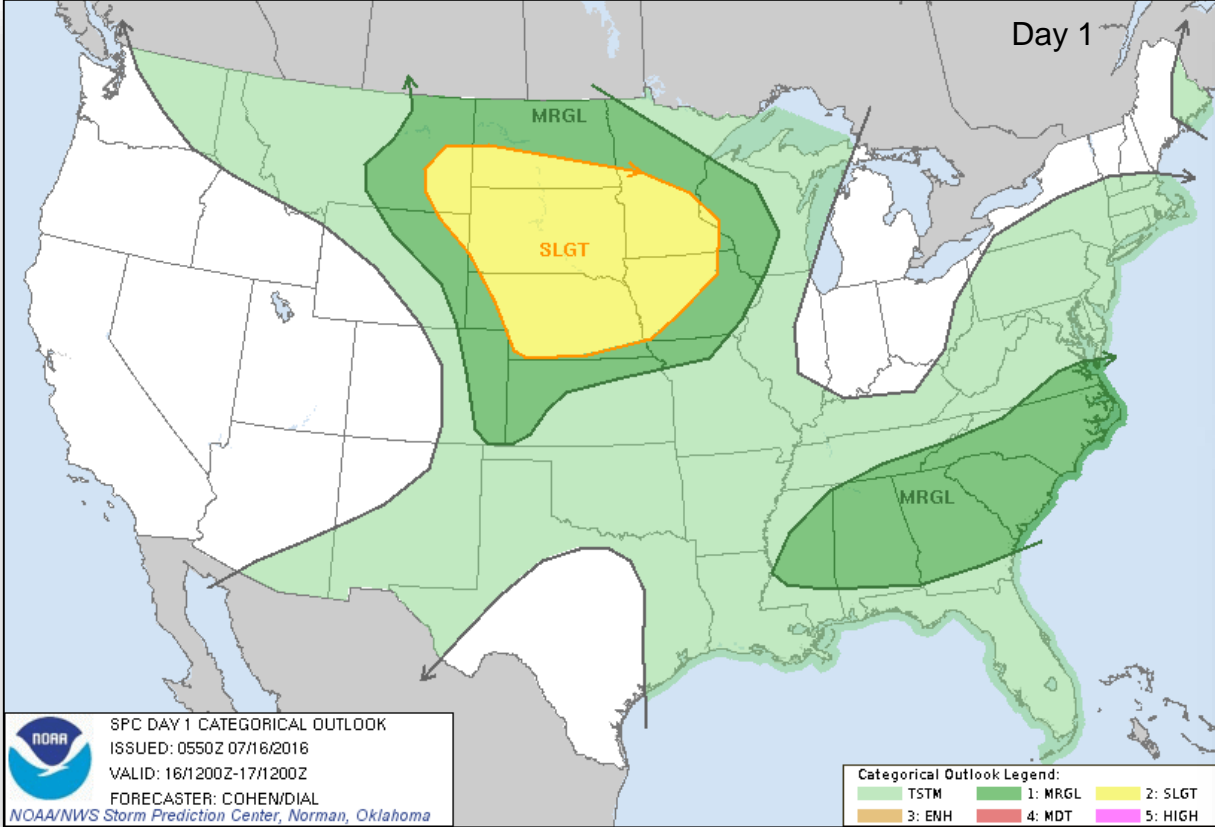 Day 1
MRGL
SLGT
MRGL
NOAA
SPC DAY 1 CATEGORICAL OUTLOOK
ISSUED: 0550Z 07/16/2016
VALID: 16/1200Z-17/1200Z
FORECASTER: COHEN/DIAL
NOAA/NWS Storm Prediction Center, Norman, Oklahoma
Categorical Outlook Legend:
TSTM 1: MRGL 2: SLGT
3: ENH 4: MDT 5: HIGH